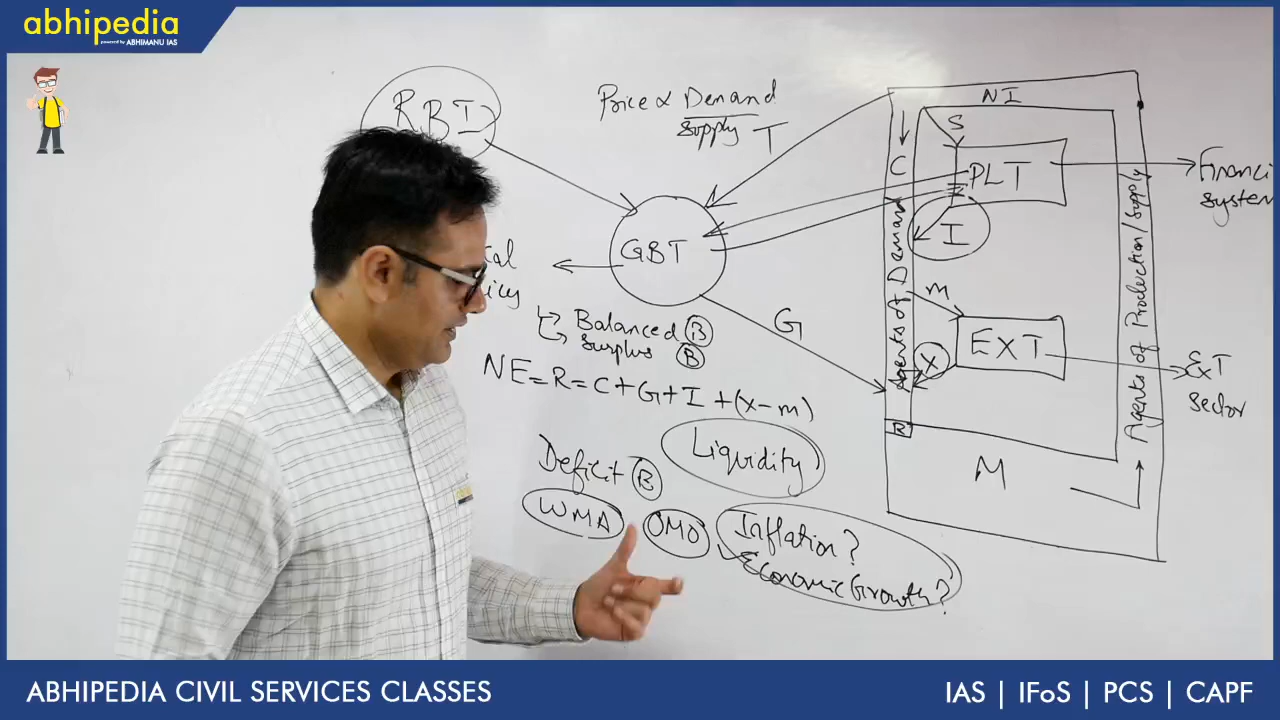 abhipedia
powered by ABHIMANU IAS
RBI
Price α Demand
Supply
T
NI
S
C
PLT
Financi
system
I
GBT
Agents of Demand
Agents of Production/Supply
m
G
EXT
X
Balanced B
Surplus B
NE = R = C + G + I + (X - m)
ExT
sector
R
Liquidity
M
Deficit B
WMA
OMO
Inflation?
Economic Growth?
ABHIPEDIA CIVIL SERVICES CLASSES
IAS | IFoS | PCS | CAPF